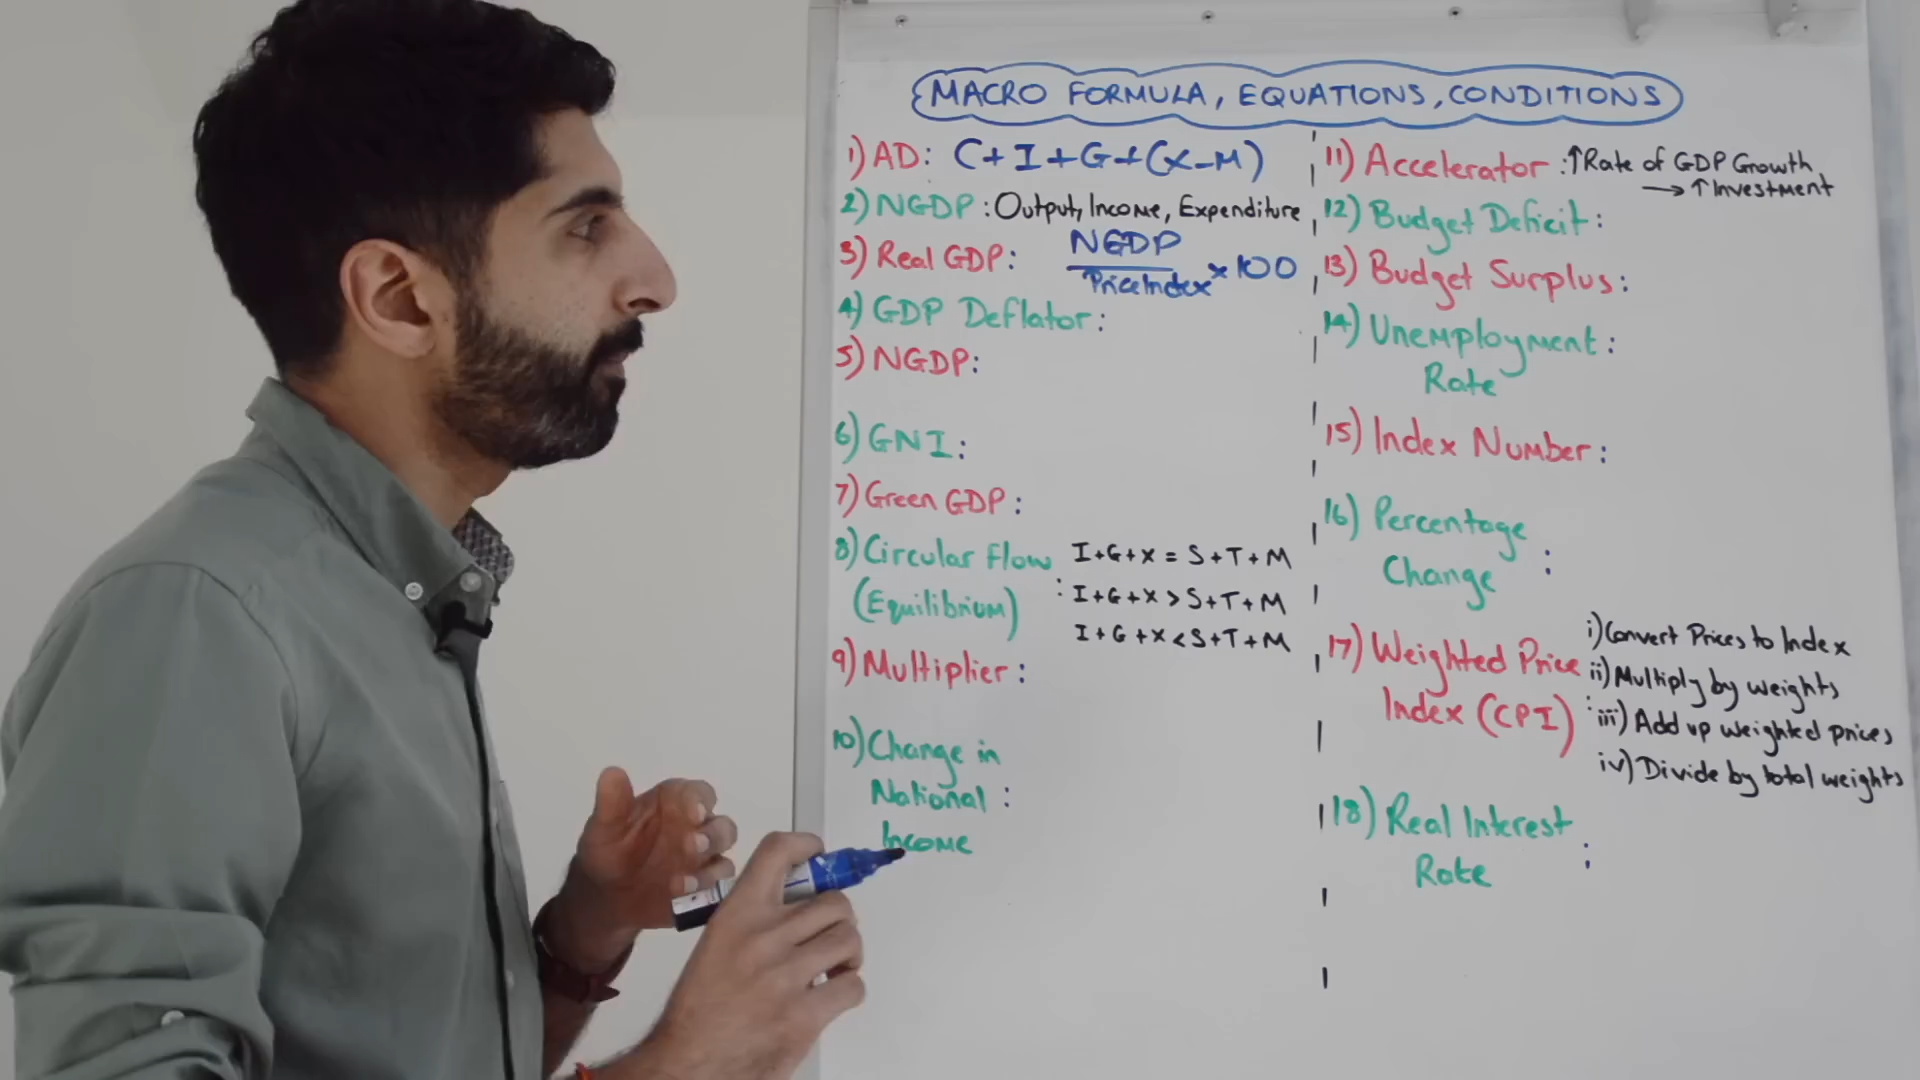 MACRO FORMULA, EQUATIONS, CONDITIONS
1) AD: C+I+G+(X-M)
2) NGDP: Output, Income, Expenditure
3) Real GDP: NGDP
Price Index × 100
4) GDP Deflator:
5) NGDP:
6) GNI:
7) Green GDP:
8) Circular Flow I+G+X = S+T+M
(Equilibrium) : I+G+X > S+T+M
I+G+X < S+T+M
9) Multiplier:
10) Change in
National :
Income
11) Accelerator : ↑Rate of GDP Growth
→ ↑ Investment
12) Budget Deficit:
13) Budget Surplus:
14) Unemployment :
Rate
15) Index Number:
16) Percentage
Change :
17) Weighted Price
Index (CPI) :
i) Convert Prices to Index
ii) Multiply by weights
iii) Add up weighted prices
iv) Divide by total weights
18) Real Interest
Rate :